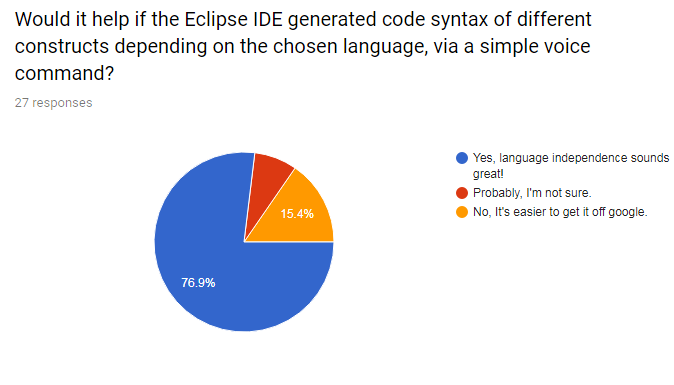 Would it help if the Eclipse IDE generated code syntax of different
constructs depending on the chosen language, via a simple voice
command?
27 responses
Yes, language independence sounds
great!
Probably, I'm not sure.
No, It's easier to get it off google.
15.4%
76.9%